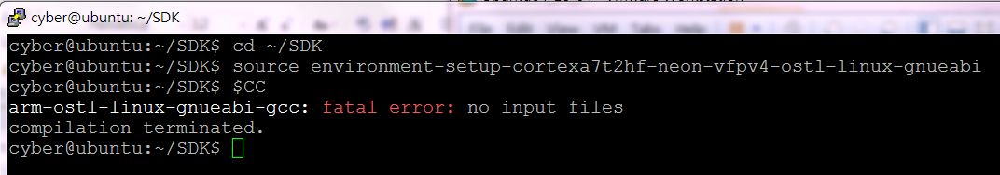 cyber@ubuntu: ~/SDK
cyber@ubuntu:~/SDK$ cd ~/SDK
cyber@ubuntu:~/SDK$ source environment-setup-cortexa7t2hf-neon-vfpv4-ostl-linux-gnueabi
cyber@ubuntu:~/SDK$ $CC
arm-ostl-linux-gnueabi-gcc: fatal error: no input files
compilation terminated.
cyber@ubuntu:~/SDK$